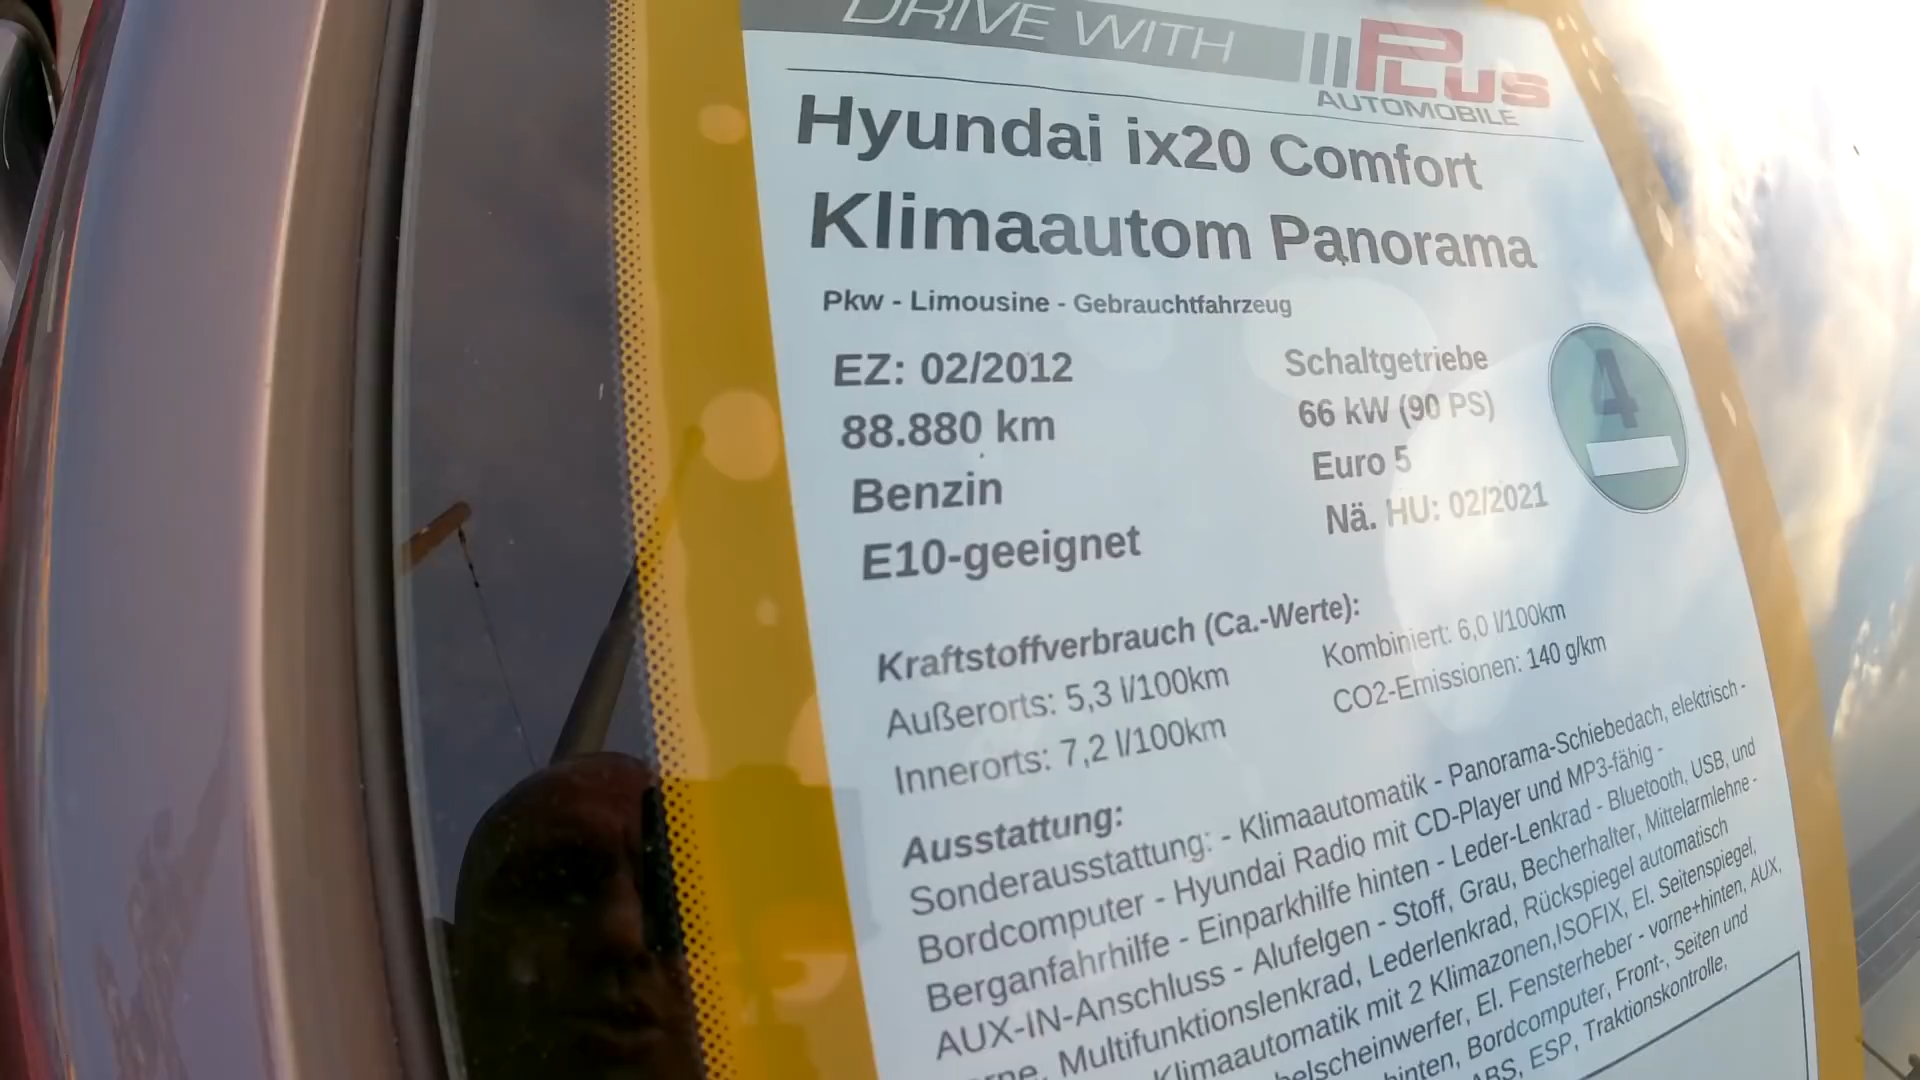 DRIVE WITH PLUS
AUTOMOBILE
Hyundai ix20 Comfort
Klimaautom Panorama
Pkw - Limousine - Gebrauchtfahrzeug
EZ: 02/2012
88.880 km
Benzin
E10-geeignet
Schaltgetriebe
66 kW (90 PS)
Euro 5
Nä. HU: 02/2021
4
Kraftstoffverbrauch (Ca.-Werte):
Außerorts: 5,3 l/100km
Innerorts: 7,2 l/100km
Kombiniert: 6,0 l/100km
CO2-Emissionen: 140 g/km
Ausstattung:
Sonderausstattung: - Klimaautomatik - Panorama-Schiebedach, elektrisch -
Bordcomputer - Hyundai Radio mit CD-Player und MP3-fähig -
Berganfahrhilfe - Einparkhilfe hinten - Leder-Lenkrad - Bluetooth, USB, und
AUX-IN-Anschluss - Alufelgen - Stoff, Grau, Becherhalter, Mittelarmlehne -
Multifunktionslenkrad, Lederlenkrad, Rückspiegel automatisch
Klimaautomatik mit 2 Klimazonen,ISOFIX, El. Seitenspiegel,
El. Fensterheber - vorne+hinten, AUX,
Bordcomputer, Front-, Seiten und
ABS, ESP, Traktionskontrolle,